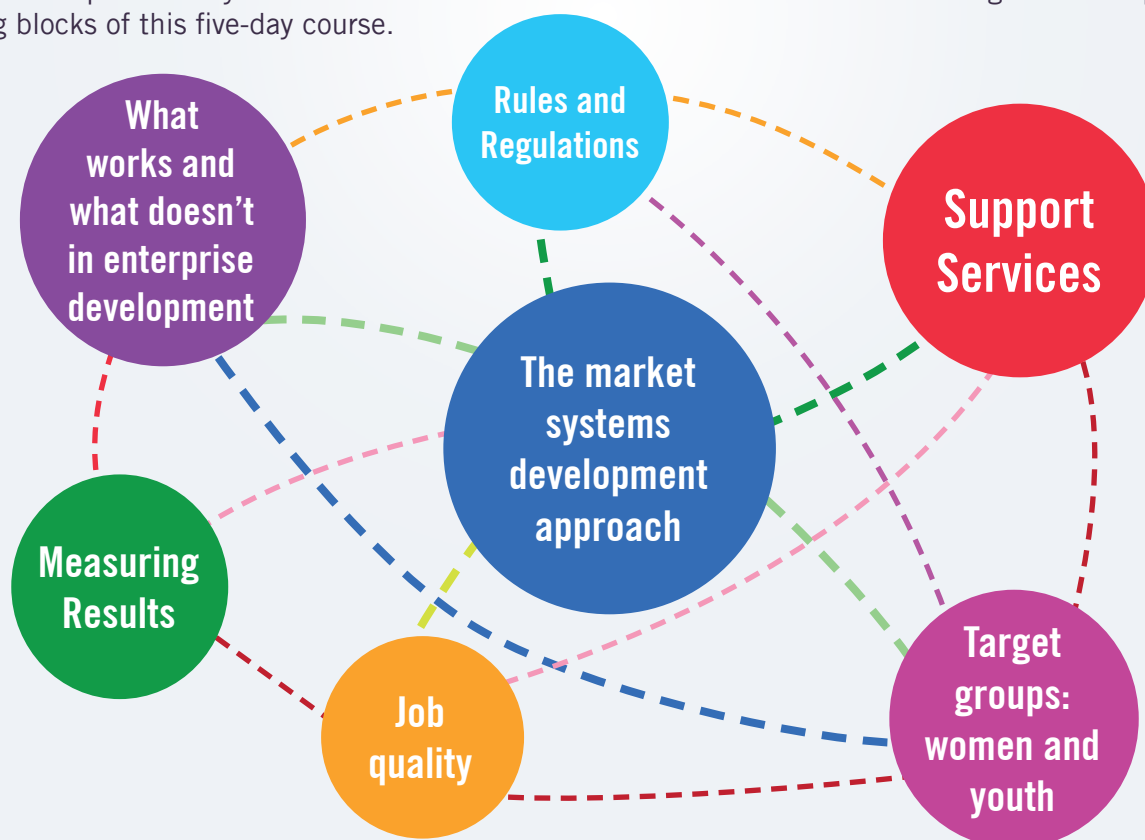 g blocks of this five-day course.
What
works and
what doesn't
in enterprise
development
Rules and
Regulations
Support
Services
The market
systems
development
approach
Measuring
Results
Job
quality
Target
groups:
women and
youth